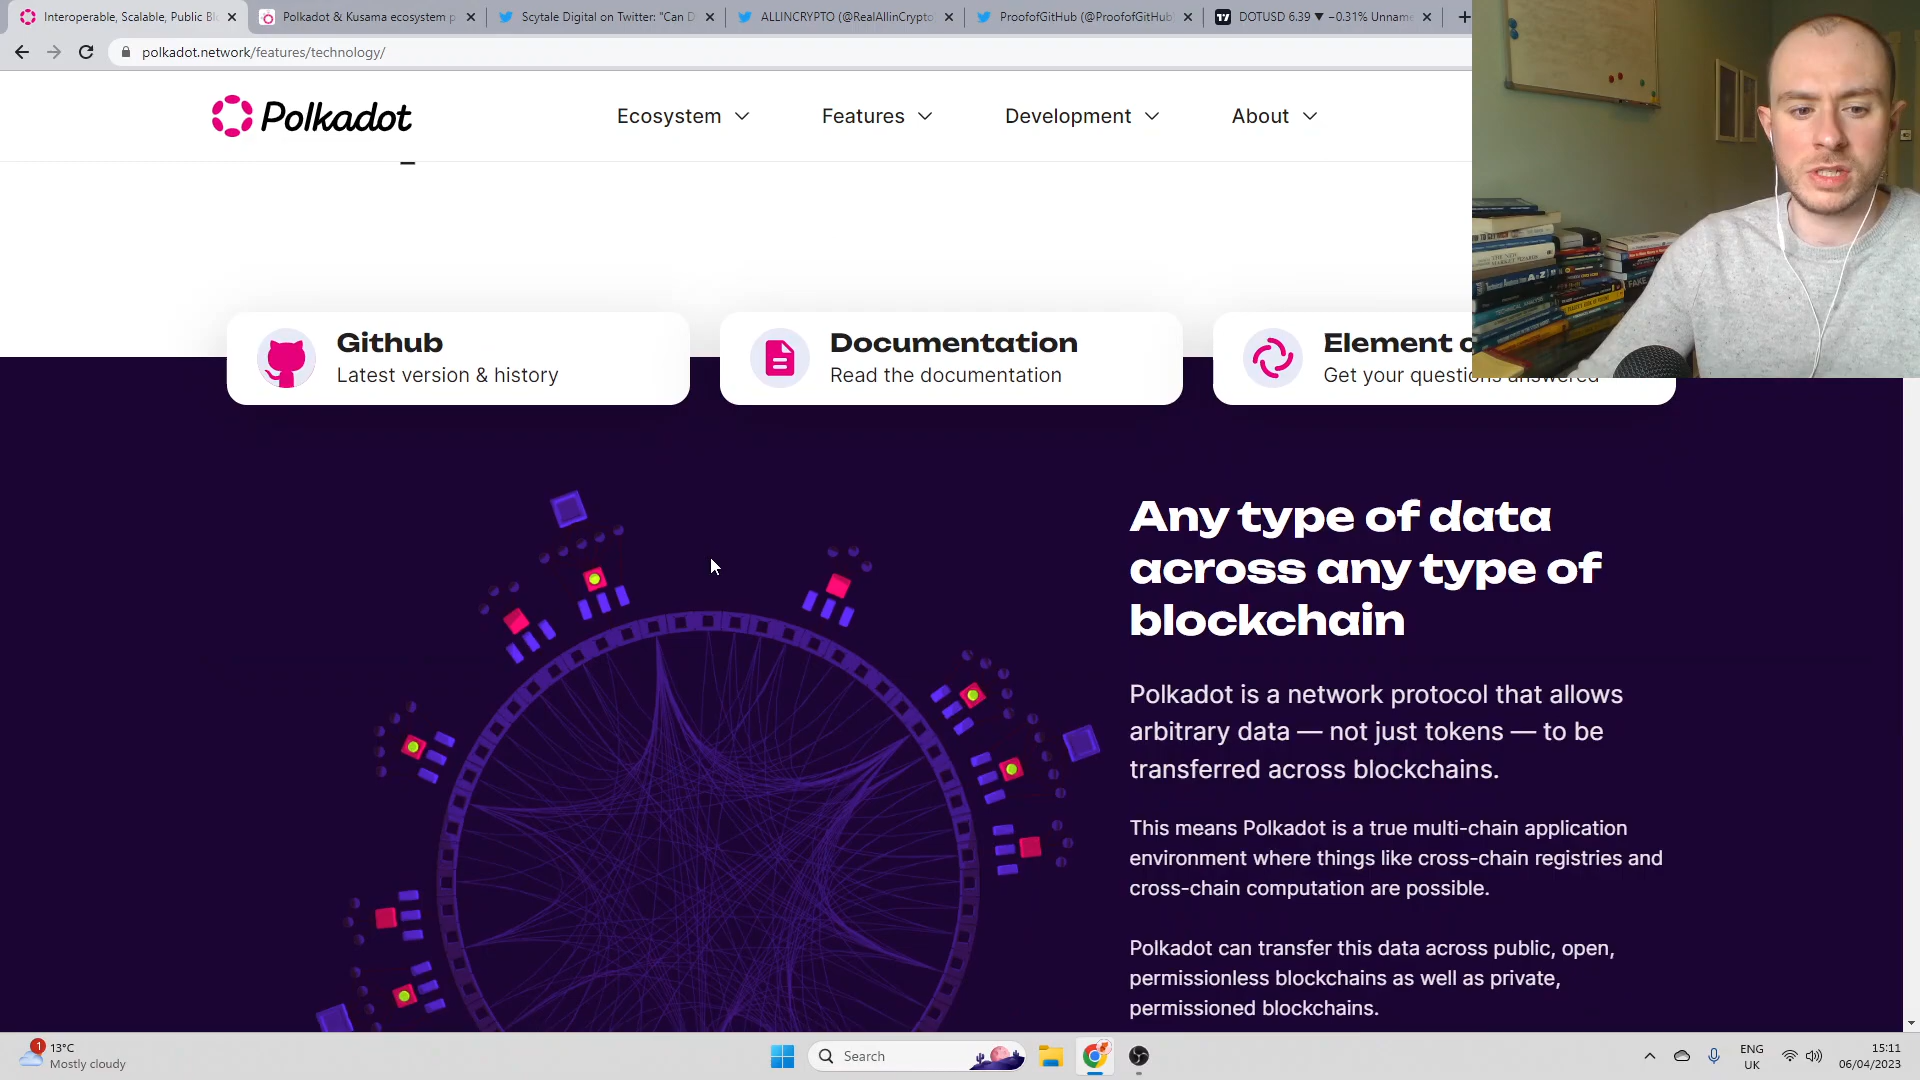 Interoperable, Scalable, Public Bl
Polkadot & Kusama ecosystem p
Scytale Digital on Twitter: "Can D
ALLINCRYPTO (@RealAllinCrypto
ProofofGitHub (@ProofofGitHub
DOTUSD 6.39 ▼ −0.31% Unnam
polkadot.network/features/technology/
Polkadot
Ecosystem
Features
Development
About
Github
Latest version & history
Documentation
Read the documentation
Element
Get your questions answered
Any type of data
across any type of
blockchain
Polkadot is a network protocol that allows
arbitrary data — not just tokens — to be
transferred across blockchains.
This means Polkadot is a true multi-chain application
environment where things like cross-chain registries and
cross-chain computation are possible.
Polkadot can transfer this data across public, open,
permissionless blockchains as well as private,
permissioned blockchains.
1
13°C
Mostly cloudy
Search
ENG
UK
15:11
06/04/2023